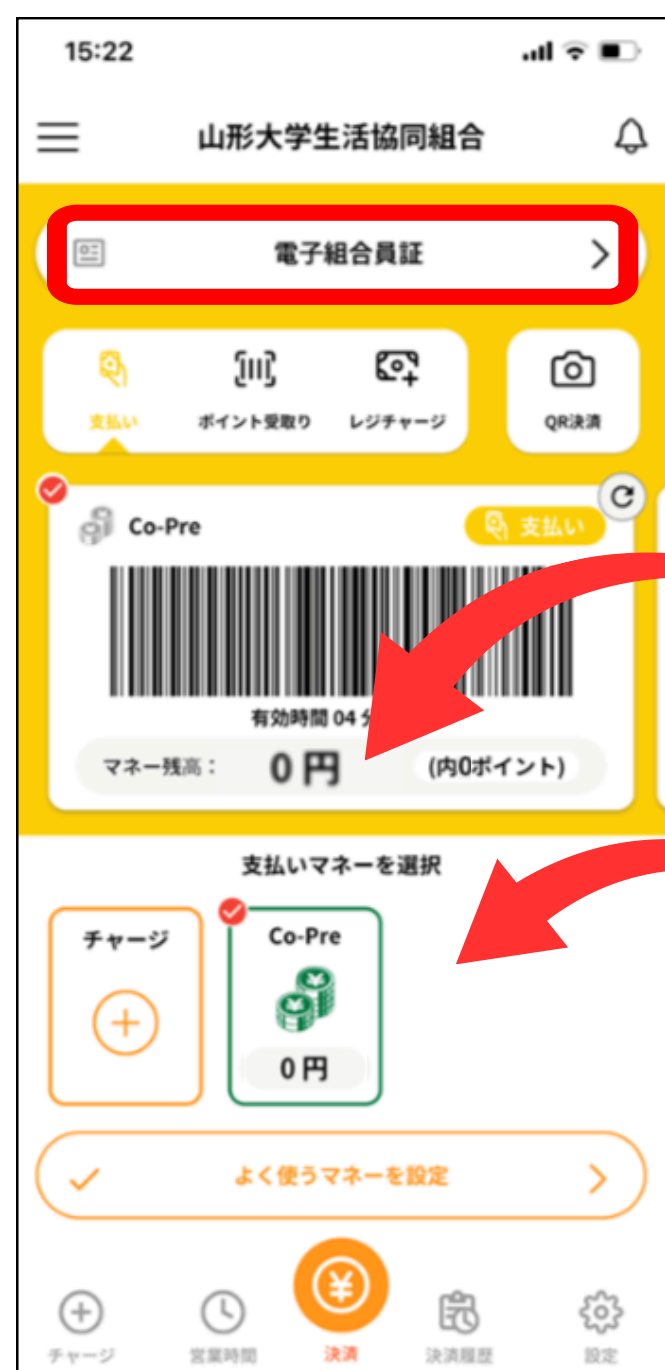 15:22
山形大学生活協同組合
電子組合員証
支払い ポイント受取り レジチャージ QR決済
Co-Pre 支払い
有効時間 04 分
マネー残高： 0 円 (内0ポイント)
支払いマネーを選択
チャージ Co-Pre
0 円
よく使うマネーを設定
チャージ 営業時間 決済 決済履歴 設定